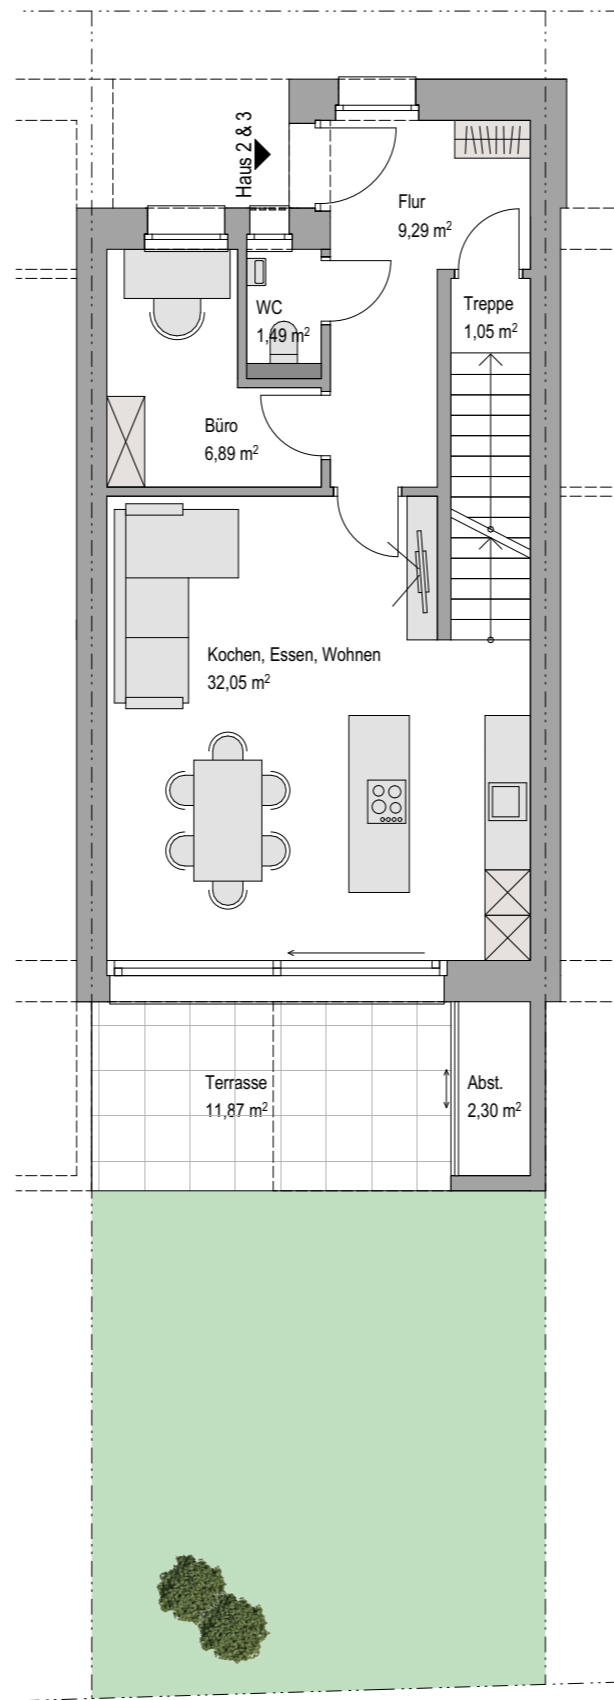 Haus 2 & 3
Flur
9,29 m²
Treppe
1,05 m²
WC
1,49 m²
Büro
6,89 m²
Kochen, Essen, Wohnen
32,05 m²
Terrasse
11,87 m²
Abst.
2,30 m²